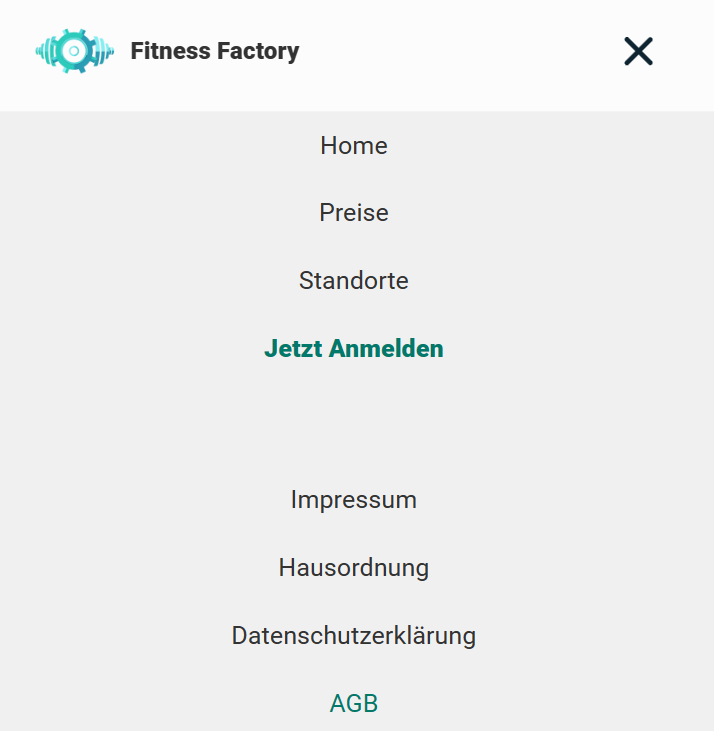 Fitness Factory
Home
Preise
Standorte
Jetzt Anmelden
Impressum
Hausordnung
Datenschutzerklärung
AGB